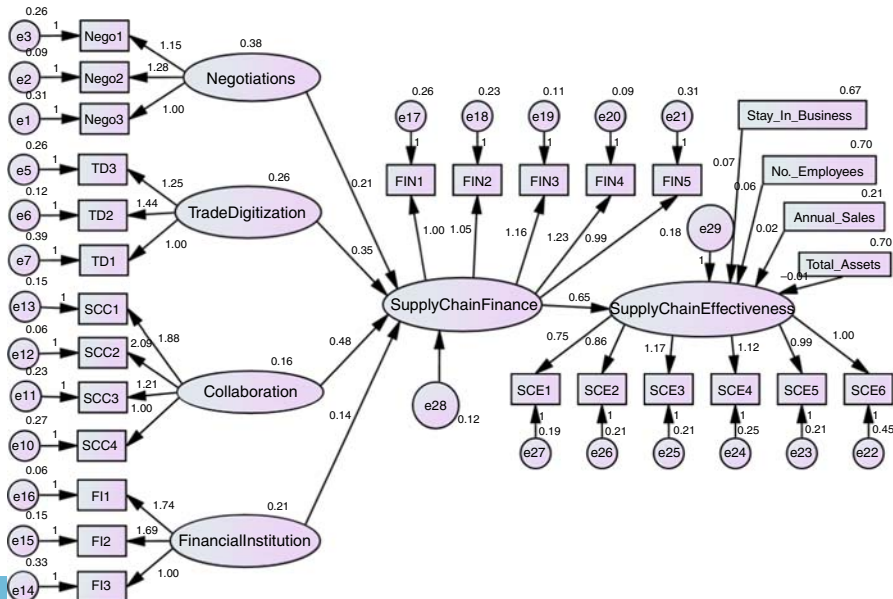 0.26
e3
1
Nego1
1.15
0.09
e2
1
Nego2
1.28
0.31
e1
1
Nego3
1.00
0.38
Negotiations
0.21
0.26
e5
1
TD3
1.25
0.12
e6
1
TD2
1.44
0.39
e7
1
TD1
1.00
0.26
TradeDigitization
0.35
0.15
e13
1
SCC1
1.88
0.06
e12
1
SCC2
2.09
0.23
e11
1
SCC3
1.21
0.27
e10
1
SCC4
1.00
0.16
Collaboration
0.48
0.06
e16
1
FI1
1.74
0.15
e15
1
FI2
1.69
0.33
e14
1
FI3
1.00
0.21
FinancialInstitution
0.14
0.26
e17
1
FIN1
1.00
0.23
e18
1
FIN2
1.05
0.11
e19
1
FIN3
1.16
0.09
e20
1
FIN4
1.23
0.31
e21
1
FIN5
0.99
SupplyChainFinance
e28
0.12
0.65
0.67
Stay_In_Business
0.07
0.70
No._Employees
0.06
0.21
Annual_Sales
0.02
0.70
Total_Assets
−0.01
0.18
e29
1
SupplyChainEffectiveness
0.75
SCE1
1
0.19
e27
0.86
SCE2
1
0.21
e26
1.17
SCE3
1
0.21
e25
1.12
SCE4
1
0.25
e24
0.99
SCE5
1
0.21
e23
1.00
SCE6
1
0.45
e22